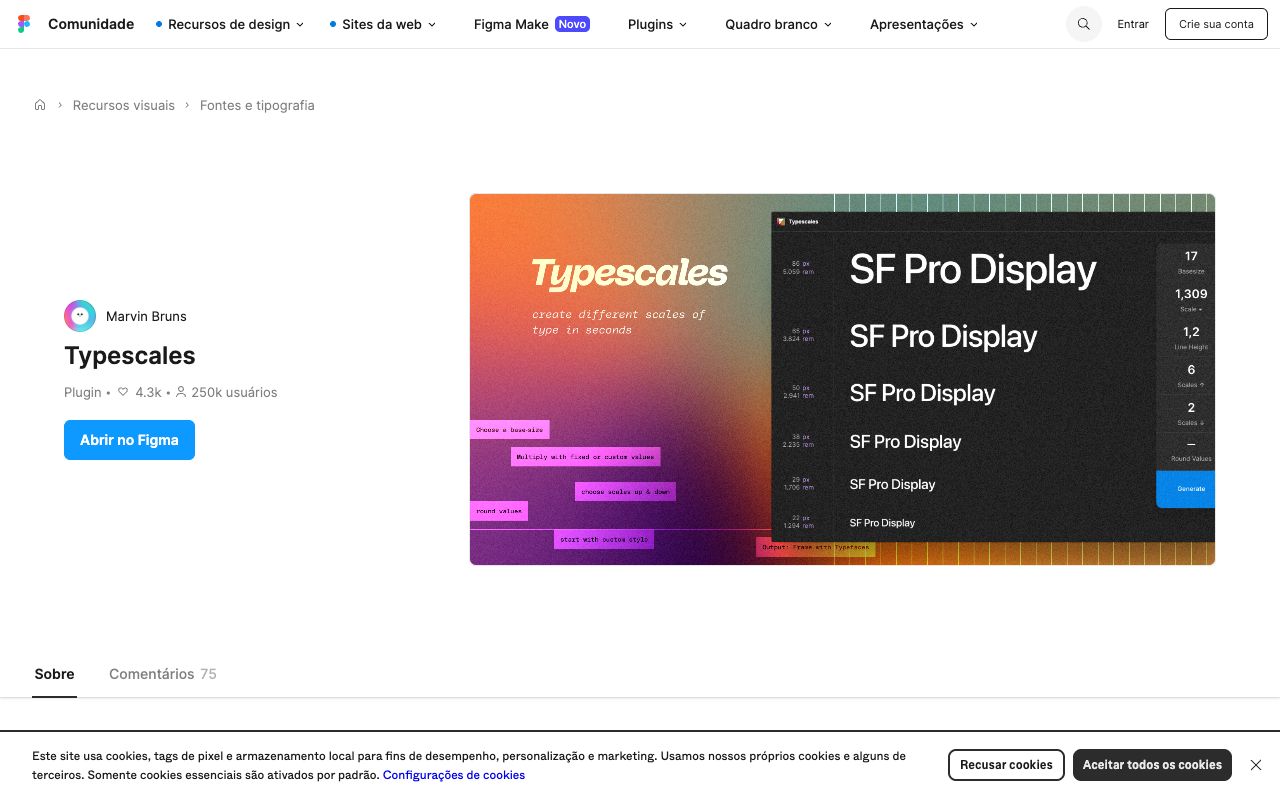 Comunidade
Recursos de design
Sites da web
Figma Make Novo
Plugins
Quadro branco
Apresentações
Entrar
Crie sua conta
Recursos visuais
Fontes e tipografia
Marvin Bruns
Typescales
Plugin • 4.3k • 250k usuários
Abrir no Figma
Typescales
create different scales of
type in seconds
Choose a base-size
Multiply with fixed or custom values
choose scales up & down
round values
start with custom style
Output: Frame with Typefaces
Typescales
86 px
5.059 rem
SF Pro Display
65 px
3.824 rem
SF Pro Display
50 px
2.941 rem
SF Pro Display
38 px
2.235 rem
SF Pro Display
29 px
1.706 rem
SF Pro Display
22 px
1.294 rem
SF Pro Display
17
Basesize
1,309
Scale
1,2
Line Height
6
Scales ↑
2
Scales ↓
—
Round Values
Generate
Sobre
Comentários 75
Este site usa cookies, tags de pixel e armazenamento local para fins de desempenho, personalização e marketing. Usamos nossos próprios cookies e alguns de
terceiros. Somente cookies essenciais são ativados por padrão. Configurações de cookies
Recusar cookies
Aceitar todos os cookies